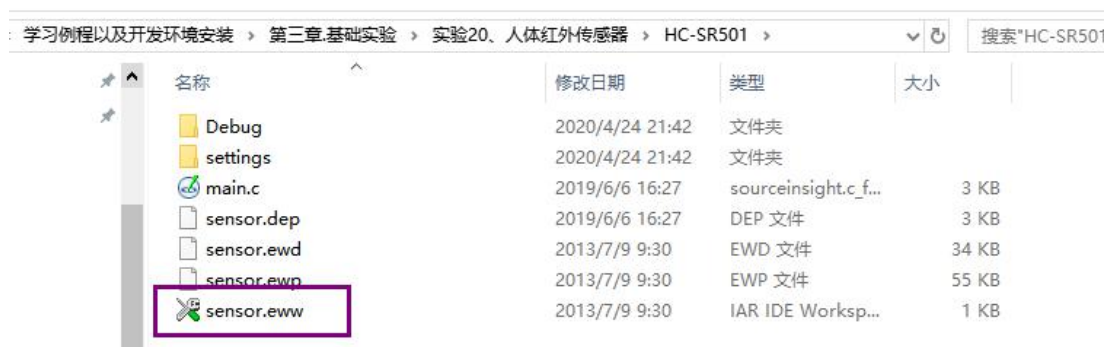 学习例程以及开发环境安装 › 第三章.基础实验 › 实验20、人体红外传感器 › HC-SR501 › 搜索"HC-SR501
名称 修改日期 类型 大小
Debug 2020/4/24 21:42 文件夹
settings 2020/4/24 21:42 文件夹
main.c 2019/6/6 16:27 sourceinsight.c_f... 3 KB
sensor.dep 2019/6/6 16:27 DEP 文件 3 KB
sensor.ewd 2013/7/9 9:30 EWD 文件 34 KB
sensor.ewp 2013/7/9 9:30 EWP 文件 55 KB
sensor.eww 2013/7/9 9:30 IAR IDE Worksp... 1 KB